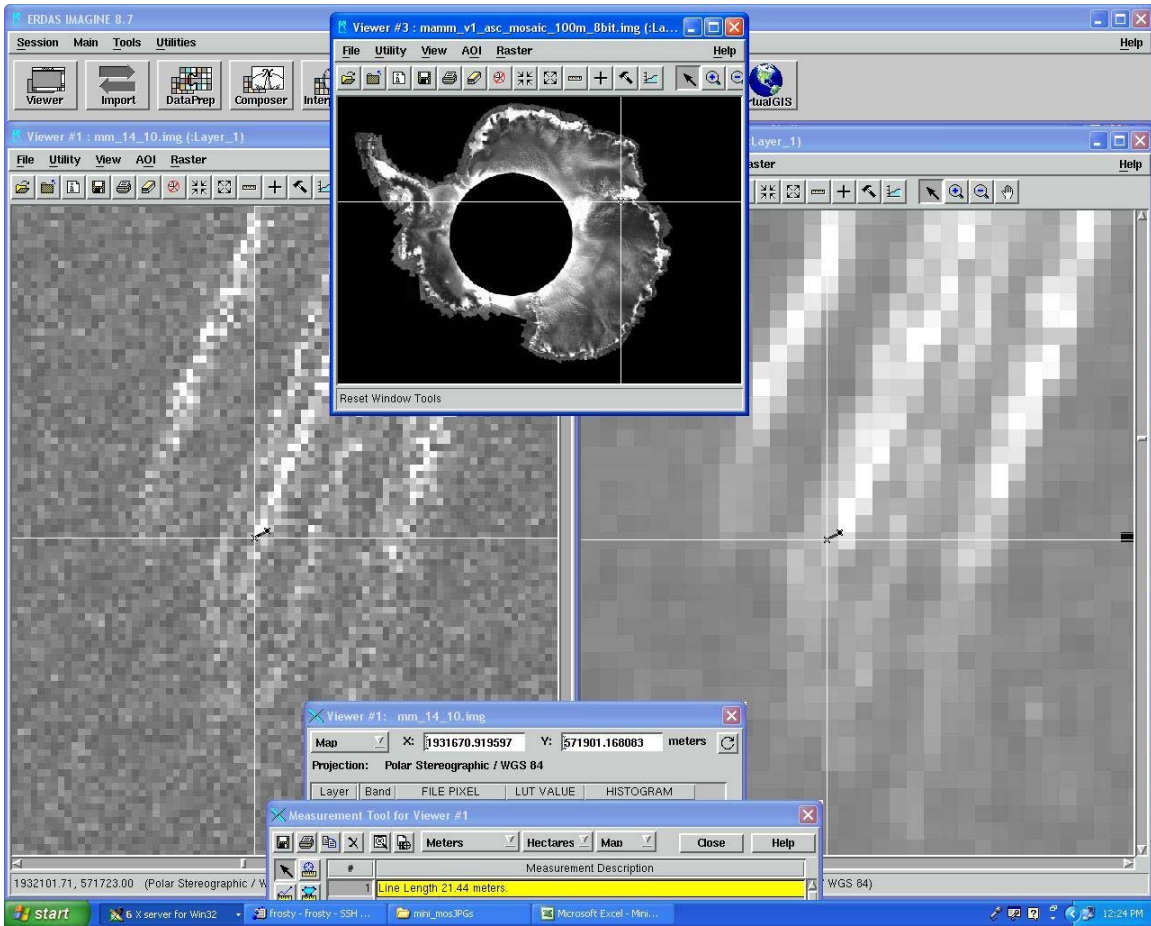 ERDAS IMAGINE 8.7
Session Main Tools Utilities Help
Viewer Import DataPrep Composer
Viewer #3 : mamm_v1_asc_mosaic_100m_8bit.img (:La...
File Utility View AOI Raster Help
Reset Window Tools
Viewer #1 : mm_14_10.img (:Layer_1)
File Utility View AOI Raster
Layer_1)
Help
Viewer #1: mm_14_10.img
Map X: 1931670.919597 Y: 571901.168083 meters
Projection: Polar Stereographic / WGS 84
Layer Band FILE PIXEL LUT VALUE HISTOGRAM
Measurement Tool for Viewer #1
Meters Hectares Map Close Help
# Measurement Description
1 Line Length 21.44 meters.
1932101.71, 571723.00 (Polar Stereographic / W
WGS 84)
start 6 X server for Win32 frosty - frosty - SSH ... mini_mosJPGs Microsoft Excel - Mini... 12:24 PM